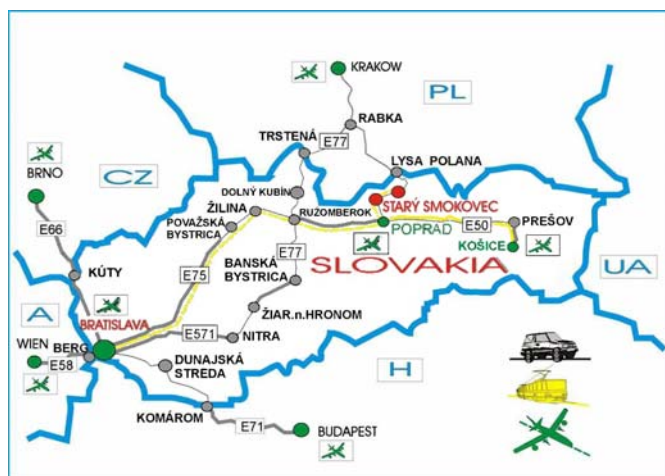 KRAKOW
PL
RABKA
TRSTENÁ
E77
LYSA POLANA
BRNO
CZ
DOLNÝ KUBÍN
STARÝ SMOKOVEC
ŽILINA
RUŽOMBEROK
E66
POVAŽSKÁ
BYSTRICA
POPRAD
E50
PREŠOV
KOŠICE
KÚTY
E75
BANSKÁ
BYSTRICA
E77
SLOVAKIA
UA
A
BRATISLAVA
ŽIAR.n.HRONOM
WIEN
BERG
E571
NITRA
E58
DUNAJSKÁ
STREDA
H
KOMÁROM
E71
BUDAPEST